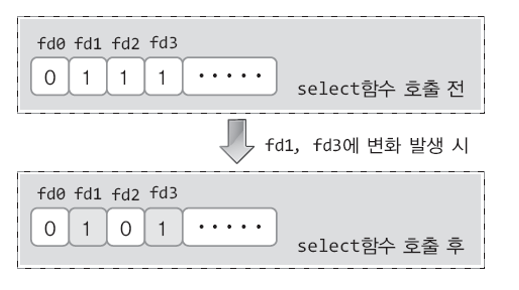 fd0 fd1 fd2 fd3
0 1 1 1 ·····
select함수 호출 전
fd1, fd3에 변화 발생 시
fd0 fd1 fd2 fd3
0 1 0 1 ·····
select함수 호출 후